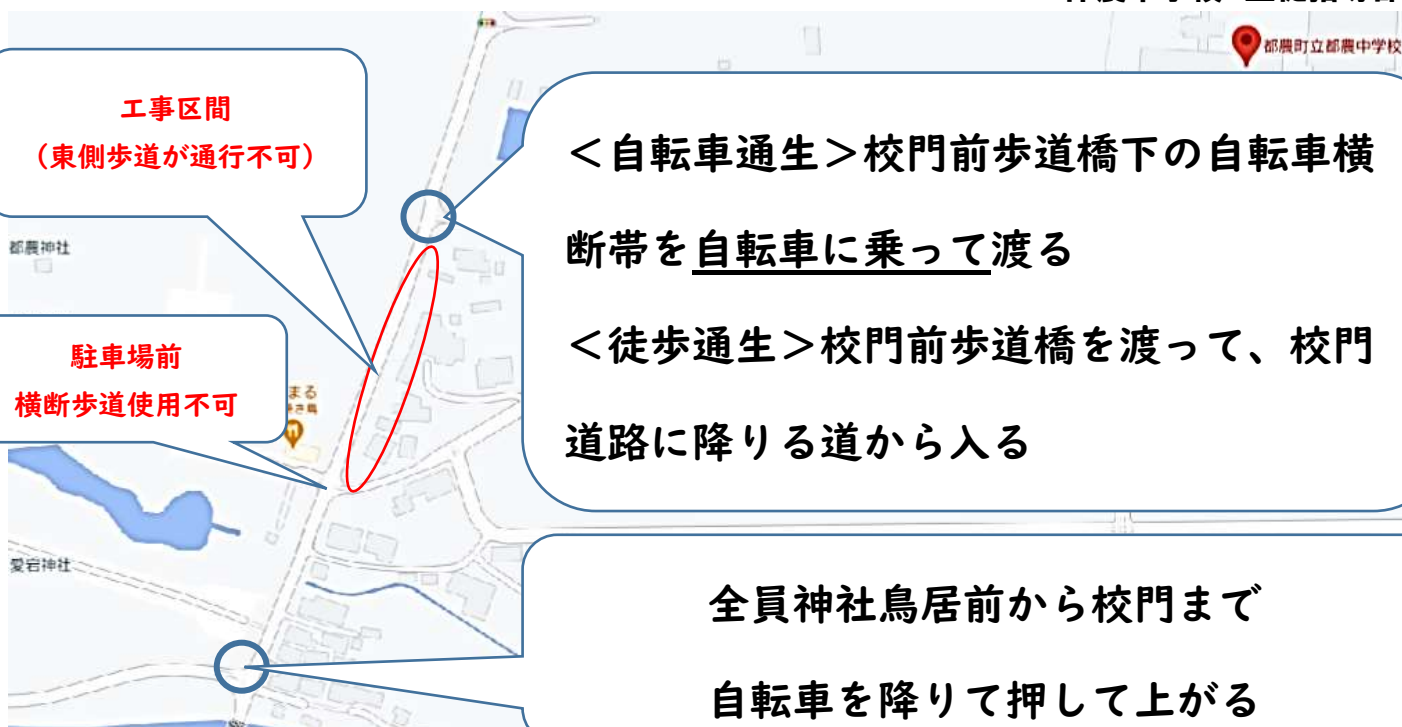 都農町立都農中学校
工事区間
（東側歩道が通行不可）
＜自転車通生＞校門前歩道橋下の自転車横
断帯を自転車に乗って渡る
＜徒歩通生＞校門前歩道橋を渡って、校門
道路に降りる道から入る
都農神社
駐車場前
横断歩道使用不可
まる
愛宕神社
全員神社鳥居前から校門まで
自転車を降りて押して上がる